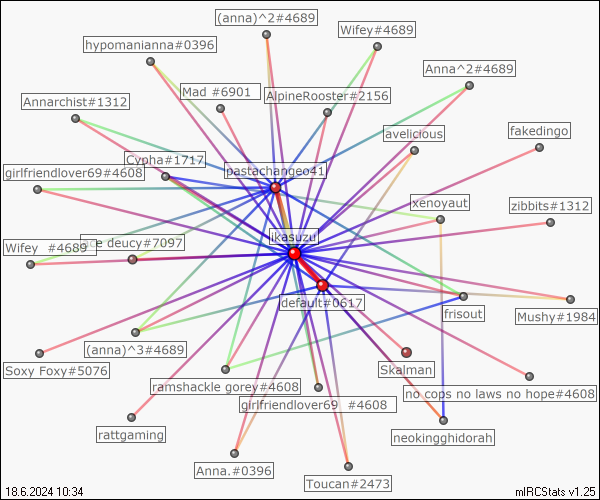 (anna)^2#4689
Wifey#4689
hypomanianna#0396
Anna^2#4689
Mad #6901
AlpineRooster#2156
Annarchist#1312
avelicious
fakedingo
Cypha#1717
pastachangeo41
girlfriendlover69#4608
xenoyaut
zibbits#1312
ikasuzu
Wifey  #4689
ice deucy#7097
default#0617
frisout
Mushy#1984
(anna)^3#4689
Soxy Foxy#5076
Skalman
ramshackle gorey#4608
no cops no laws no hope#4608
girlfriendlover69  #4608
rattgaming
neokingghidorah
Anna.#0396
Toucan#2473
18.6.2024 10:34
mIRCStats v1.25